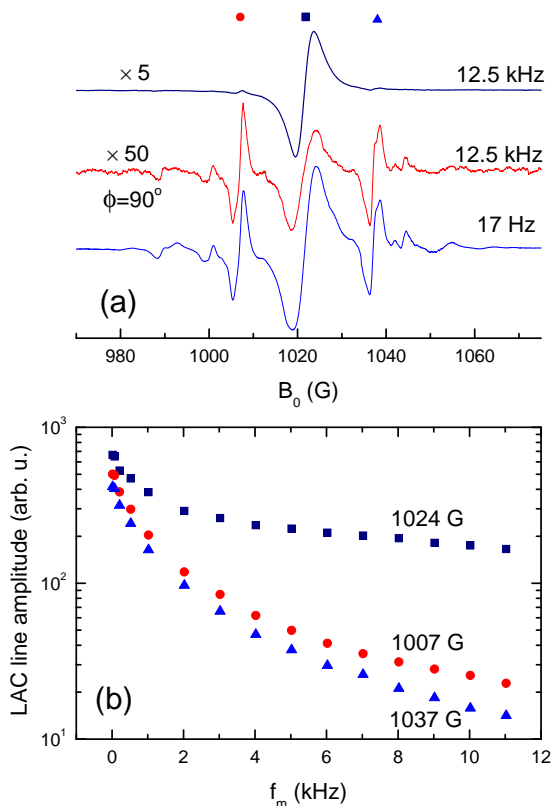 × 5
12.5 kHz
× 50
12.5 kHz
ϕ=90°
17 Hz
(a)
980 1000 1020 1040 1060
B₀ (G)
10³
LAC line amplitude (arb. u.)
1024 G
10²
1007 G
(b)
1037 G
10¹
0 2 4 6 8 10 12
fₘ (kHz)